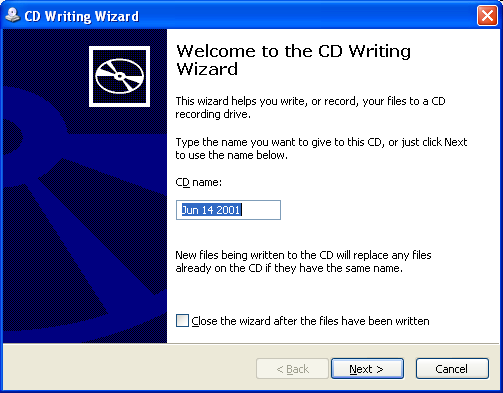 CD Writing Wizard
Welcome to the CD Writing
Wizard
This wizard helps you write, or record, your files to a CD
recording drive.
Type the name you want to give to this CD, or just click Next
to use the name below.
CD name:
Jun 14 2001
New files being written to the CD will replace any files
already on the CD if they have the same name.
Close the wizard after the files have been written
< Back
Next >
Cancel